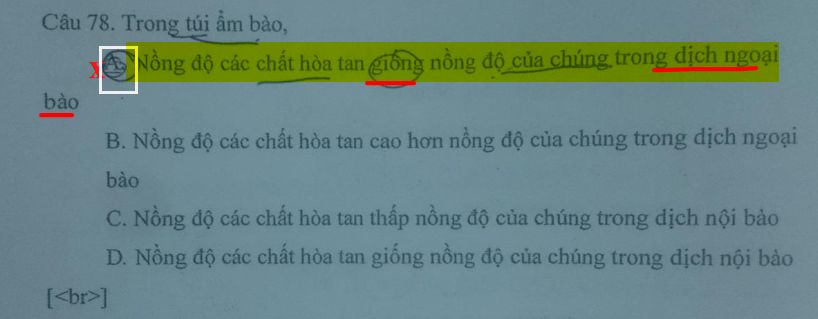 Câu 78. Trong túi ẩm bào,
X A. Nồng độ các chất hòa tan giống nồng độ của chúng trong dịch ngoại
bào
B. Nồng độ các chất hòa tan cao hơn nồng độ của chúng trong dịch ngoại
bào
C. Nồng độ các chất hòa tan thấp nồng độ của chúng trong dịch nội bào
D. Nồng độ các chất hòa tan giống nồng độ của chúng trong dịch nội bào
[<br>]